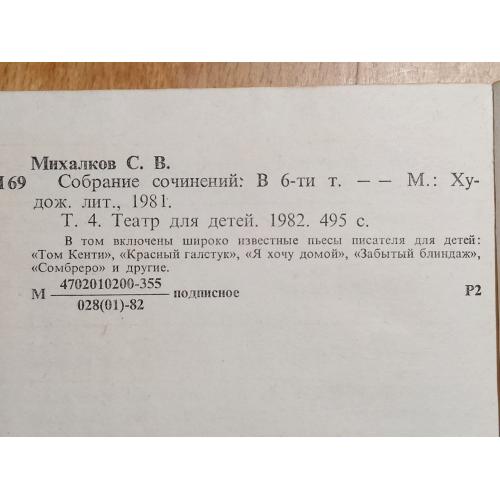 Михалков С. В.
М69 Собрание сочинений: В 6-ти т. — — М.: Ху-
дож. лит., 1981.
Т. 4. Театр для детей. 1982. 495 с.
В том включены широко известные пьесы писателя для детей:
«Том Кенти», «Красный галстук», «Я хочу домой», «Забытый блиндаж»,
«Сомбреро» и другие.
М 4702010200-355 подписное Р2
028(01)-82